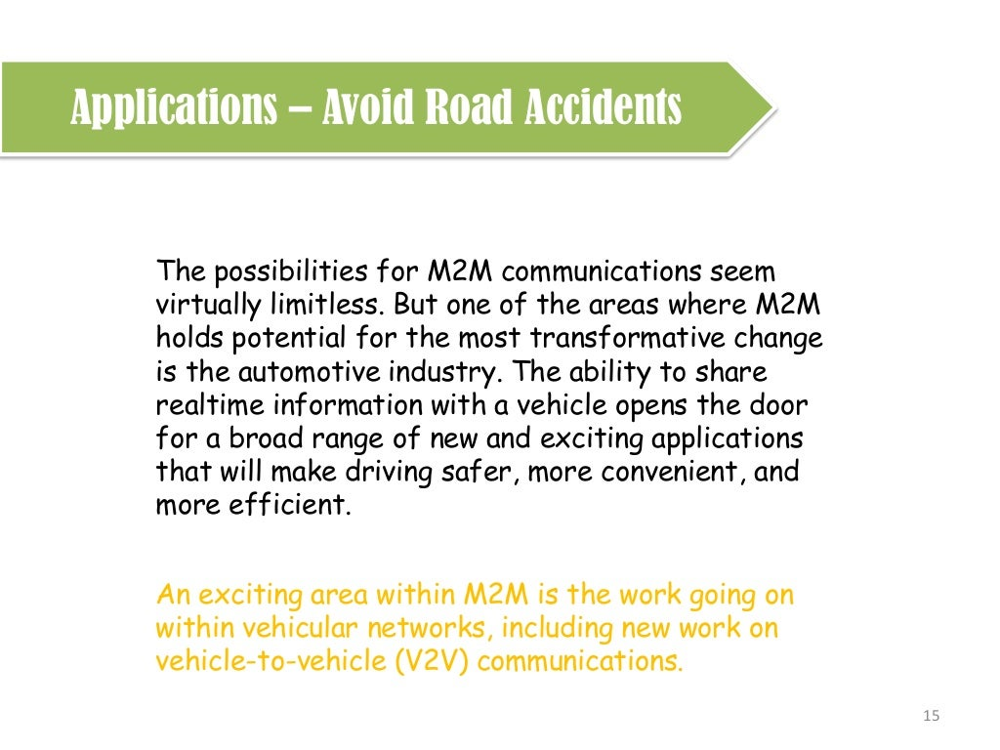 Applications – Avoid Road Accidents
The possibilities for M2M communications seem
virtually limitless. But one of the areas where M2M
holds potential for the most transformative change
is the automotive industry. The ability to share
realtime information with a vehicle opens the door
for a broad range of new and exciting applications
that will make driving safer, more convenient, and
more efficient.
An exciting area within M2M is the work going on
within vehicular networks, including new work on
vehicle-to-vehicle (V2V) communications.
15